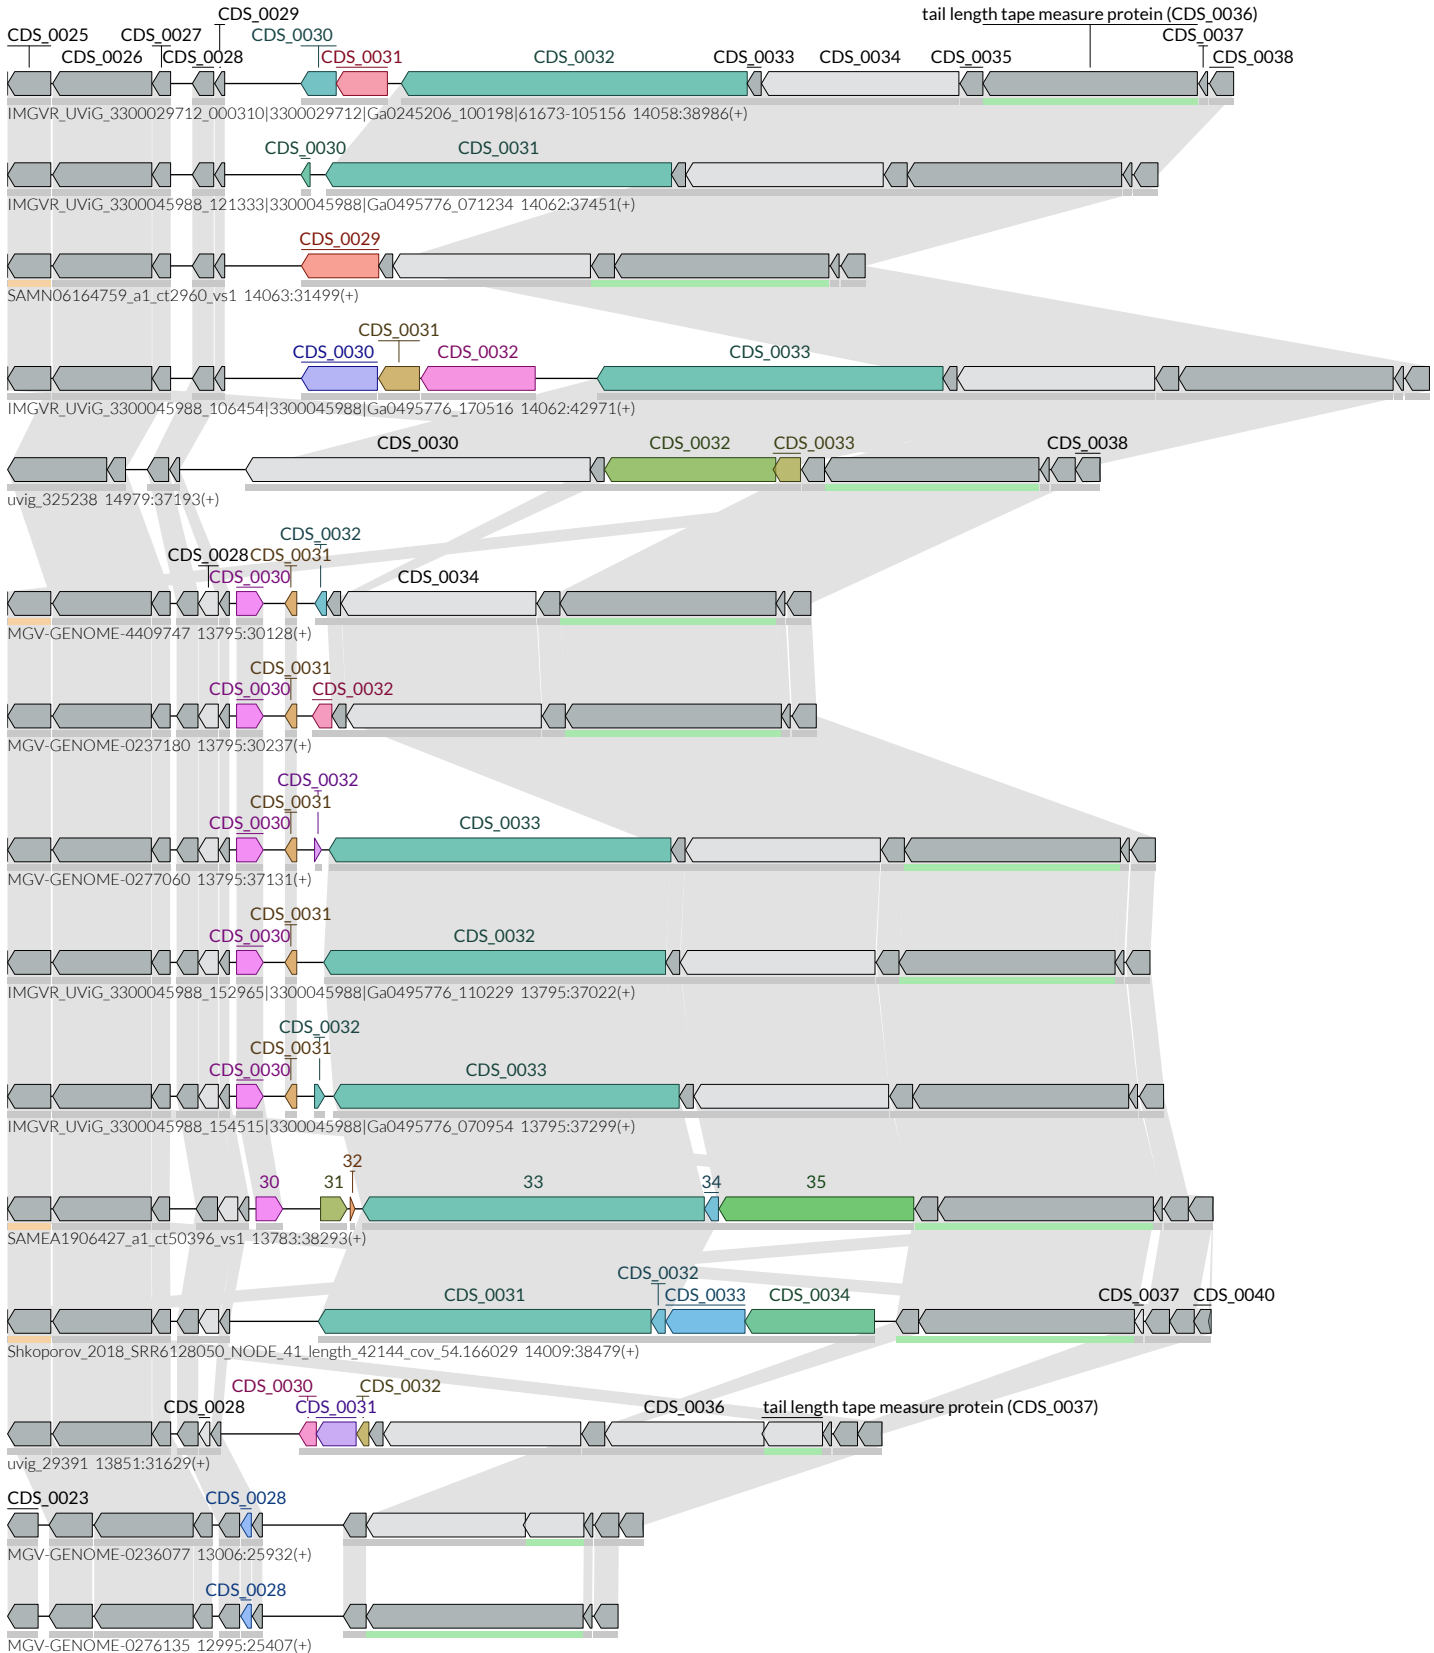 CDS_0029 tail length tape measure protein (CDS_0036)
CDS_0025 CDS_0027 CDS_0030 CDS_0037
CDS_0026 CDS_0028 CDS_0031 CDS_0032 CDS_0033 CDS_0034 CDS_0035 CDS_0038
IMGVR_UViG_3300029712_000310|3300029712|Ga0245206_100198|61673-105156 14058:38986(+)
CDS_0030 CDS_0031
IMGVR_UViG_3300045988_121333|3300045988|Ga0495776_071234 14062:37451(+)
CDS_0029
SAMN06164759_a1_ct2960_vs1 14063:31499(+)
CDS_0031
CDS_0030 CDS_0032 CDS_0033
IMGVR_UViG_3300045988_106454|3300045988|Ga0495776_170516 14062:42971(+)
CDS_0030 CDS_0032 CDS_0033 CDS_0038
uvig_325238 14979:37193(+)
CDS_0032
CDS_0028 CDS_0031
CDS_0030 CDS_0034
MGV-GENOME-4409747 13795:30128(+)
CDS_0031
CDS_0030 CDS_0032
MGV-GENOME-0237180 13795:30237(+)
CDS_0032
CDS_0031
CDS_0030 CDS_0033
MGV-GENOME-0277060 13795:37131(+)
CDS_0031
CDS_0030 CDS_0032
IMGVR_UViG_3300045988_152965|3300045988|Ga0495776_110229 13795:37022(+)
CDS_0032
CDS_0031
CDS_0030 CDS_0033
IMGVR_UViG_3300045988_154515|3300045988|Ga0495776_070954 13795:37299(+)
32
30 31 33 34 35
SAMEA1906427_a1_ct50396_vs1 13783:38293(+)
CDS_0032
CDS_0031 CDS_0033 CDS_0034 CDS_0037 CDS_0040
Shkoporov_2018_SRR6128050_NODE_41_length_42144_cov_54.166029 14009:38479(+)
CDS_0030 CDS_0032
CDS_0028 CDS_0031 CDS_0036 tail length tape measure protein (CDS_0037)
uvig_29391 13851:31629(+)
CDS_0023 CDS_0028
MGV-GENOME-0236077 13006:25932(+)
CDS_0028
MGV-GENOME-0276135 12995:25407(+)